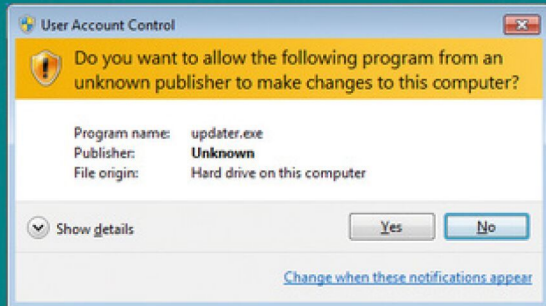 User Account Control
Do you want to allow the following program from an
unknown publisher to make changes to this computer?
Program name: updater.exe
Publisher: Unknown
File origin: Hard drive on this computer
Show details
Yes
No
Change when these notifications appear